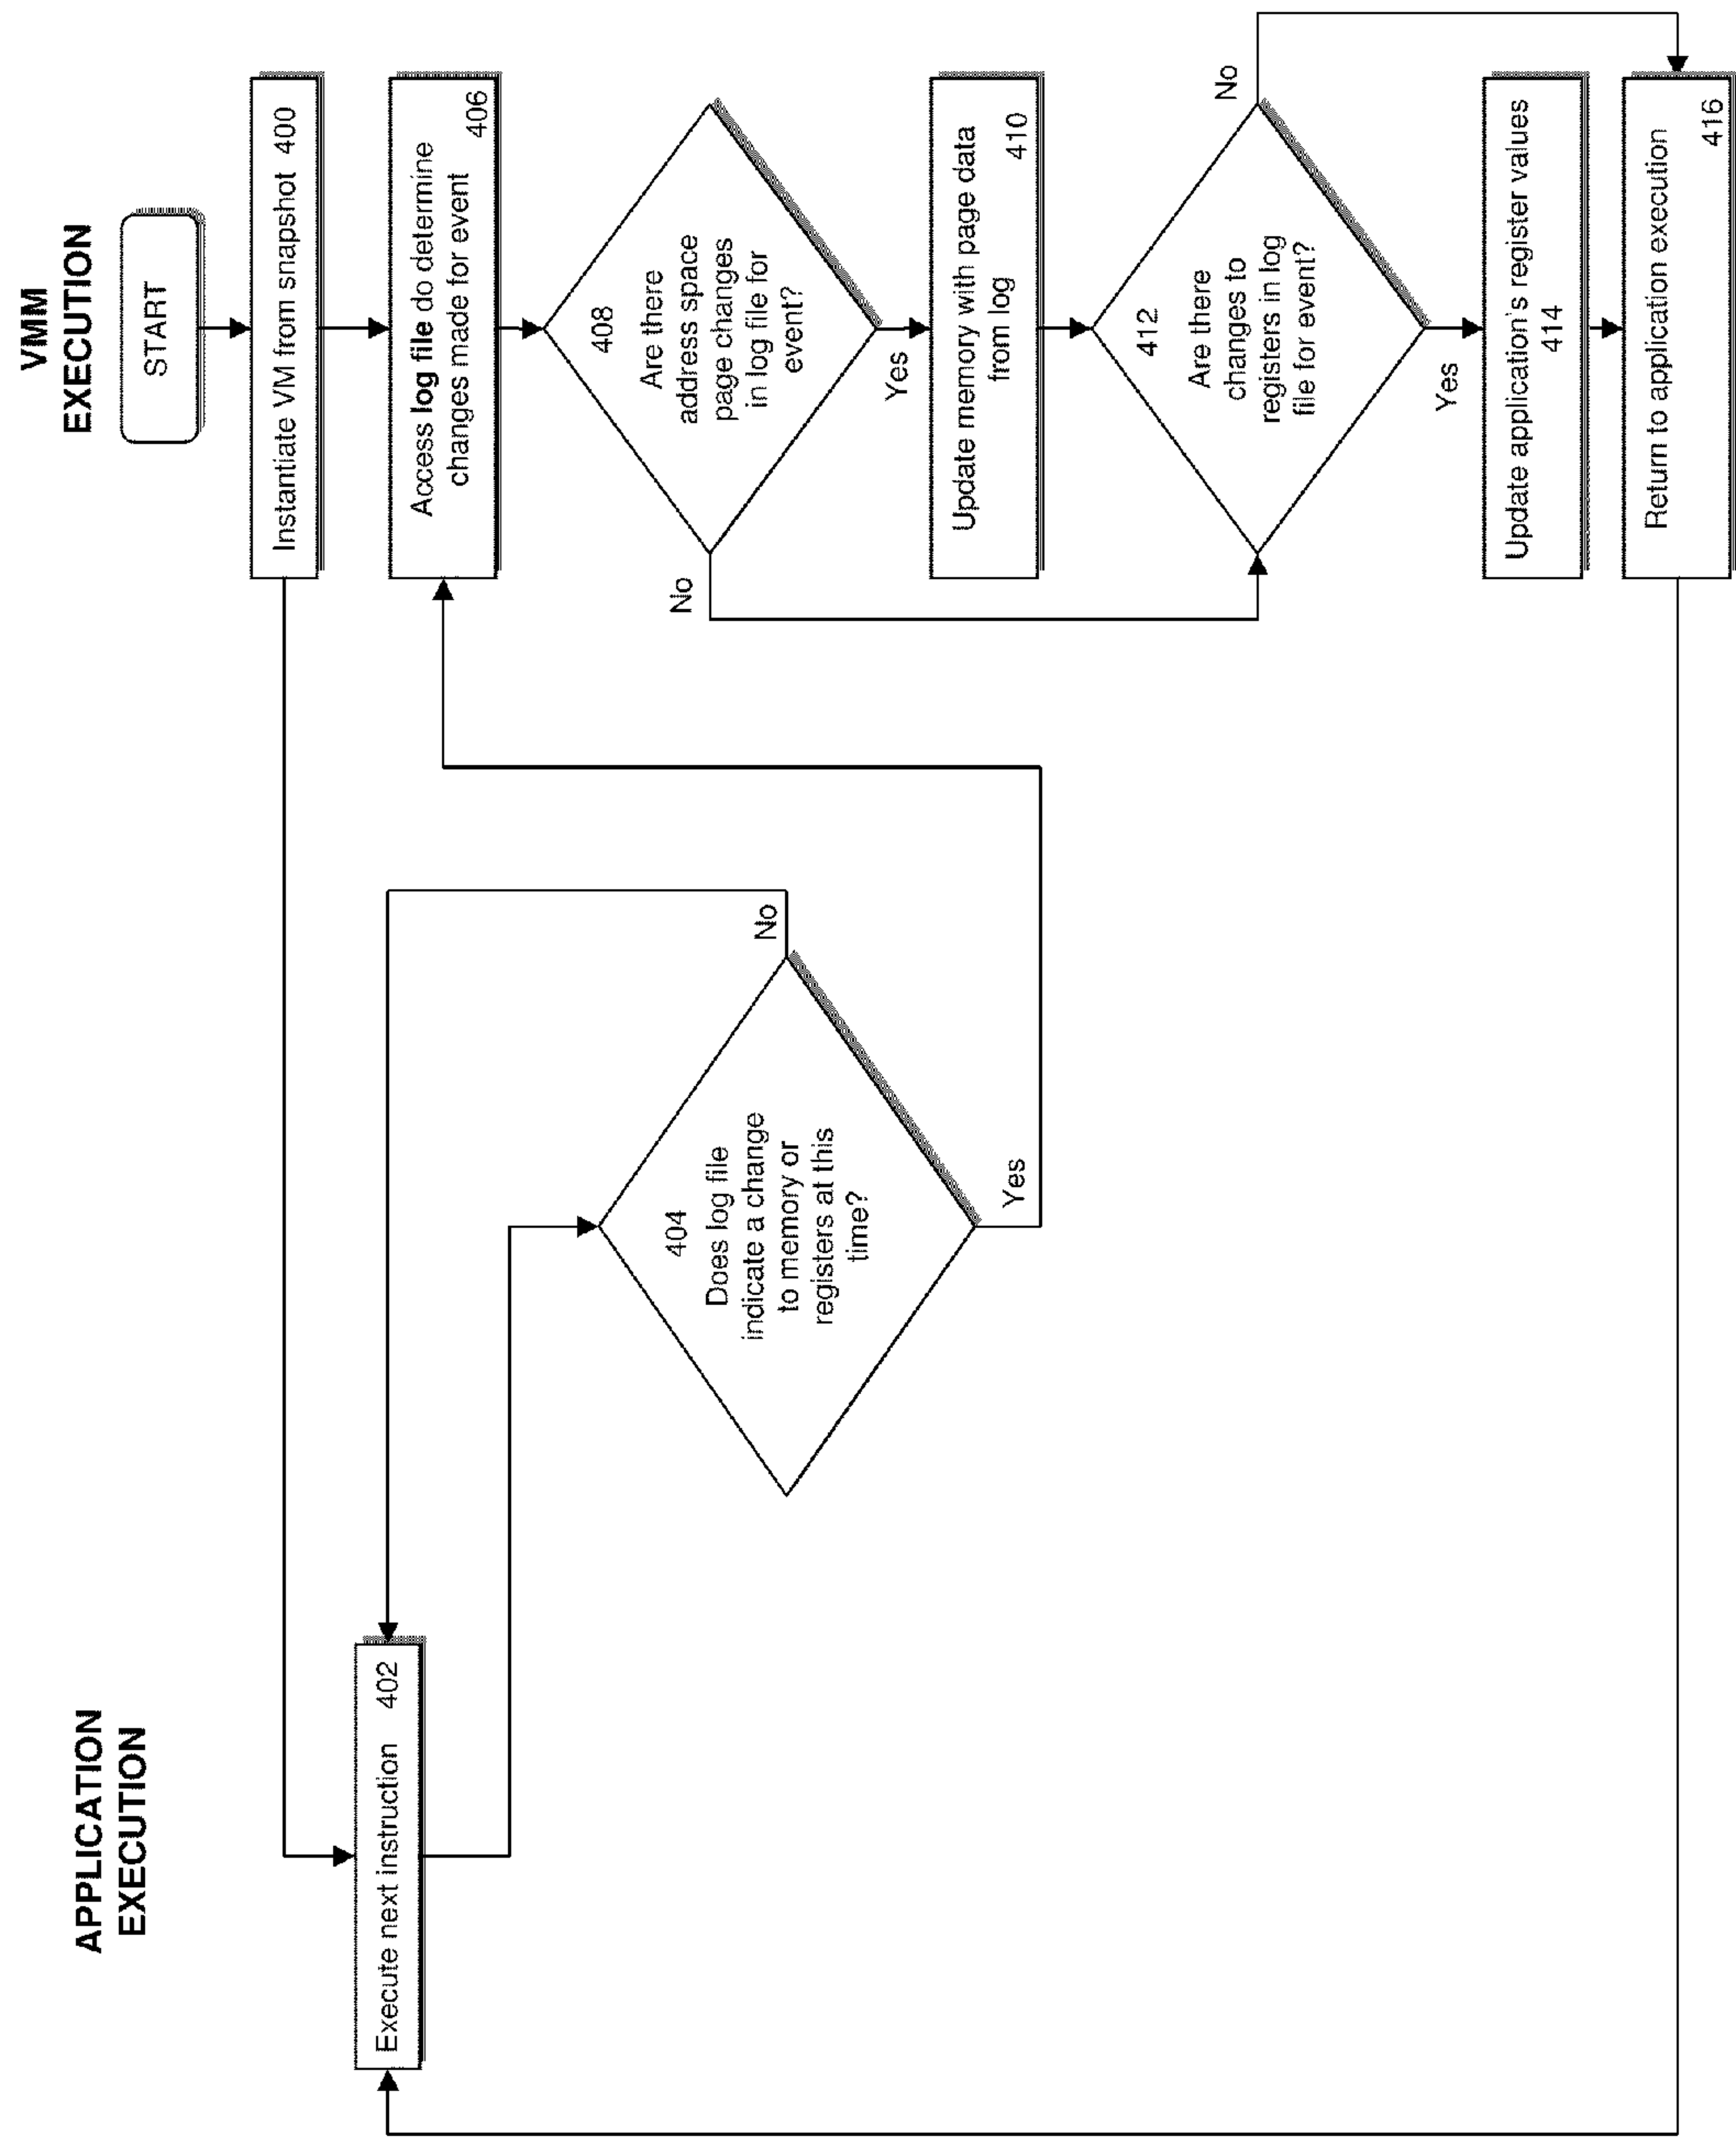 APPLICATION
EXECUTION
VMM
EXECUTION
START
Instantiate VM from snapshot 400
Execute next instruction 402
Access log file do determine
changes made for event
406
404
Does log file
indicate a change
to memory or
registers at this
time?
No
Yes
408
Are there
address space
page changes
in log file for
event?
No
Yes
Update memory with page data
from log
410
412
Are there
changes to
registers in log
file for event?
No
Yes
Update application's register values
414
Return to application execution
416